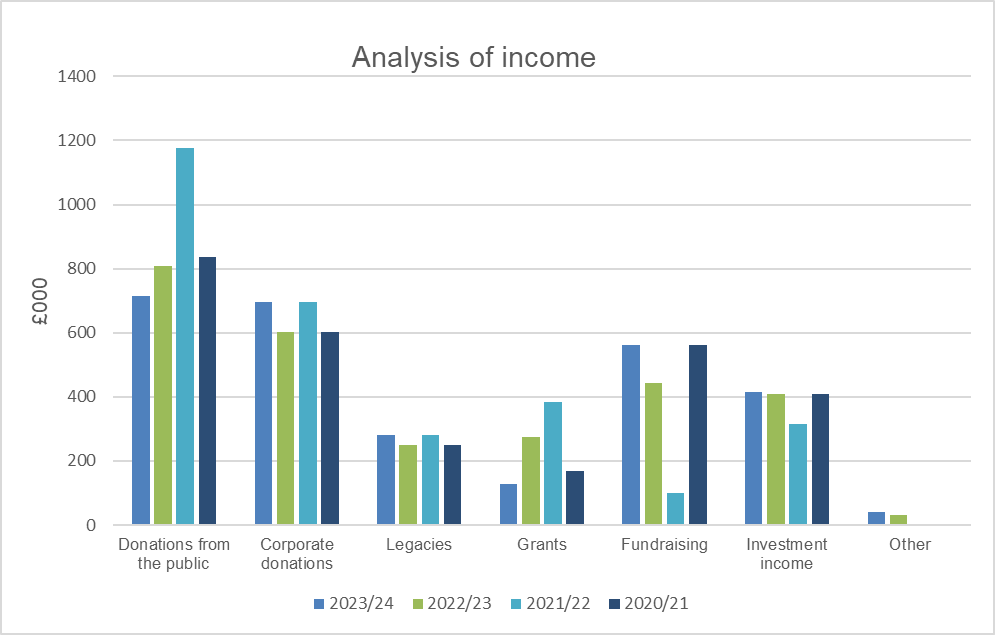 Analysis of income
1400
1200
1000
800
600
400
200
0
£000
Donations from
the public
Corporate
donations
Legacies
Grants
Fundraising
Investment
income
Other
2023/24
2022/23
2021/22
2020/21